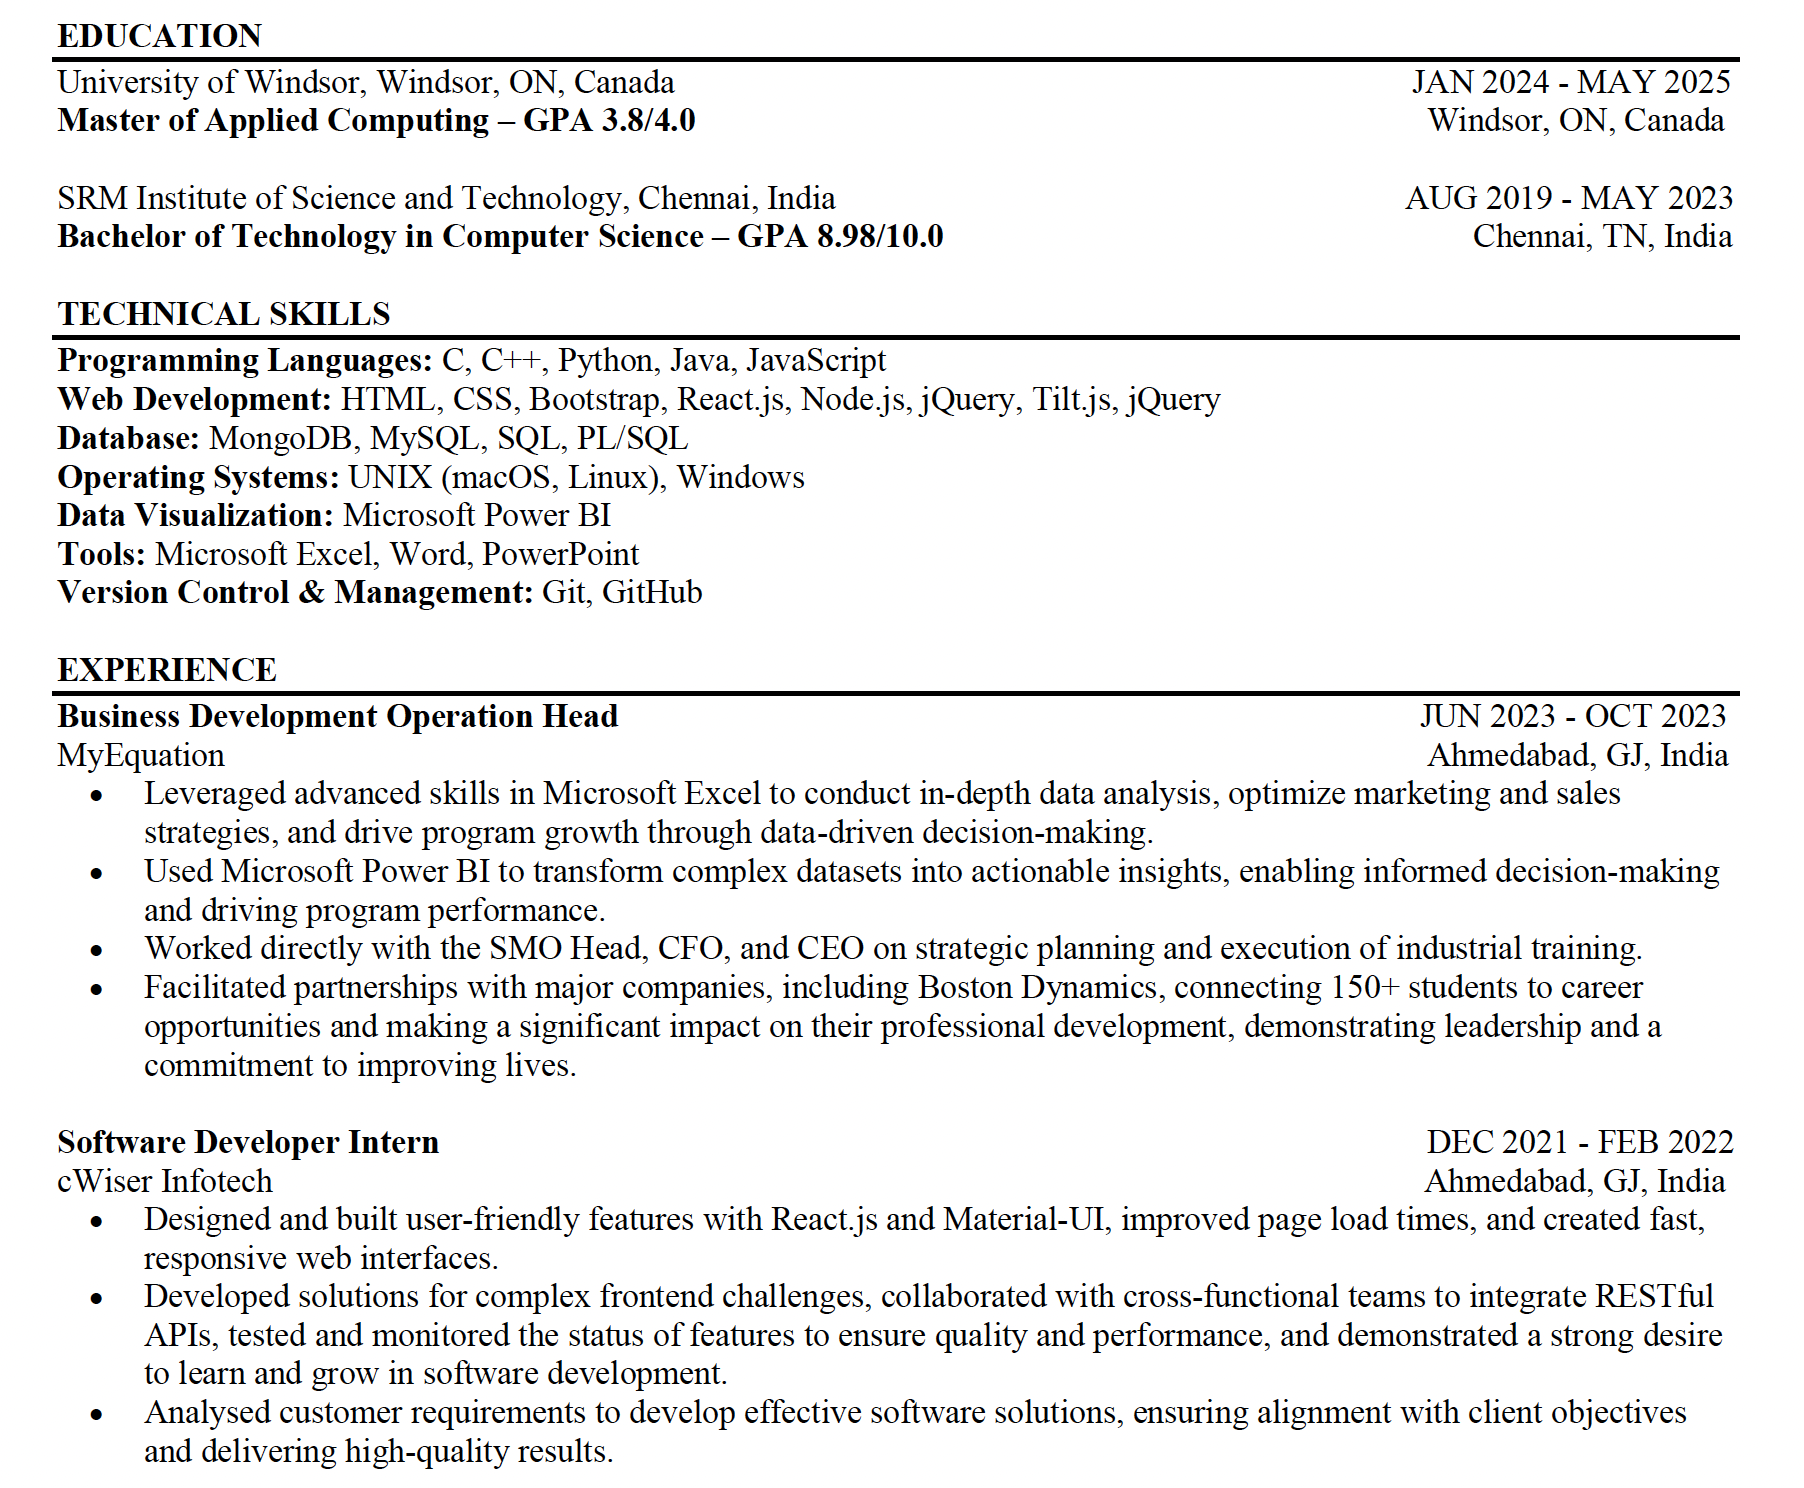 EDUCATION
University of Windsor, Windsor, ON, Canada JAN 2024 - MAY 2025
Master of Applied Computing – GPA 3.8/4.0 Windsor, ON, Canada
SRM Institute of Science and Technology, Chennai, India AUG 2019 - MAY 2023
Bachelor of Technology in Computer Science – GPA 8.98/10.0 Chennai, TN, India
TECHNICAL SKILLS
Programming Languages: C, C++, Python, Java, JavaScript
Web Development: HTML, CSS, Bootstrap, React.js, Node.js, jQuery, Tilt.js, jQuery
Database: MongoDB, MySQL, SQL, PL/SQL
Operating Systems: UNIX (macOS, Linux), Windows
Data Visualization: Microsoft Power BI
Tools: Microsoft Excel, Word, PowerPoint
Version Control & Management: Git, GitHub
EXPERIENCE
Business Development Operation Head JUN 2023 - OCT 2023
MyEquation Ahmedabad, GJ, India
• Leveraged advanced skills in Microsoft Excel to conduct in-depth data analysis, optimize marketing and sales
strategies, and drive program growth through data-driven decision-making.
• Used Microsoft Power BI to transform complex datasets into actionable insights, enabling informed decision-making
and driving program performance.
• Worked directly with the SMO Head, CFO, and CEO on strategic planning and execution of industrial training.
• Facilitated partnerships with major companies, including Boston Dynamics, connecting 150+ students to career
opportunities and making a significant impact on their professional development, demonstrating leadership and a
commitment to improving lives.
Software Developer Intern DEC 2021 - FEB 2022
cWiser Infotech Ahmedabad, GJ, India
• Designed and built user-friendly features with React.js and Material-UI, improved page load times, and created fast,
responsive web interfaces.
• Developed solutions for complex frontend challenges, collaborated with cross-functional teams to integrate RESTful
APIs, tested and monitored the status of features to ensure quality and performance, and demonstrated a strong desire
to learn and grow in software development.
• Analysed customer requirements to develop effective software solutions, ensuring alignment with client objectives
and delivering high-quality results.